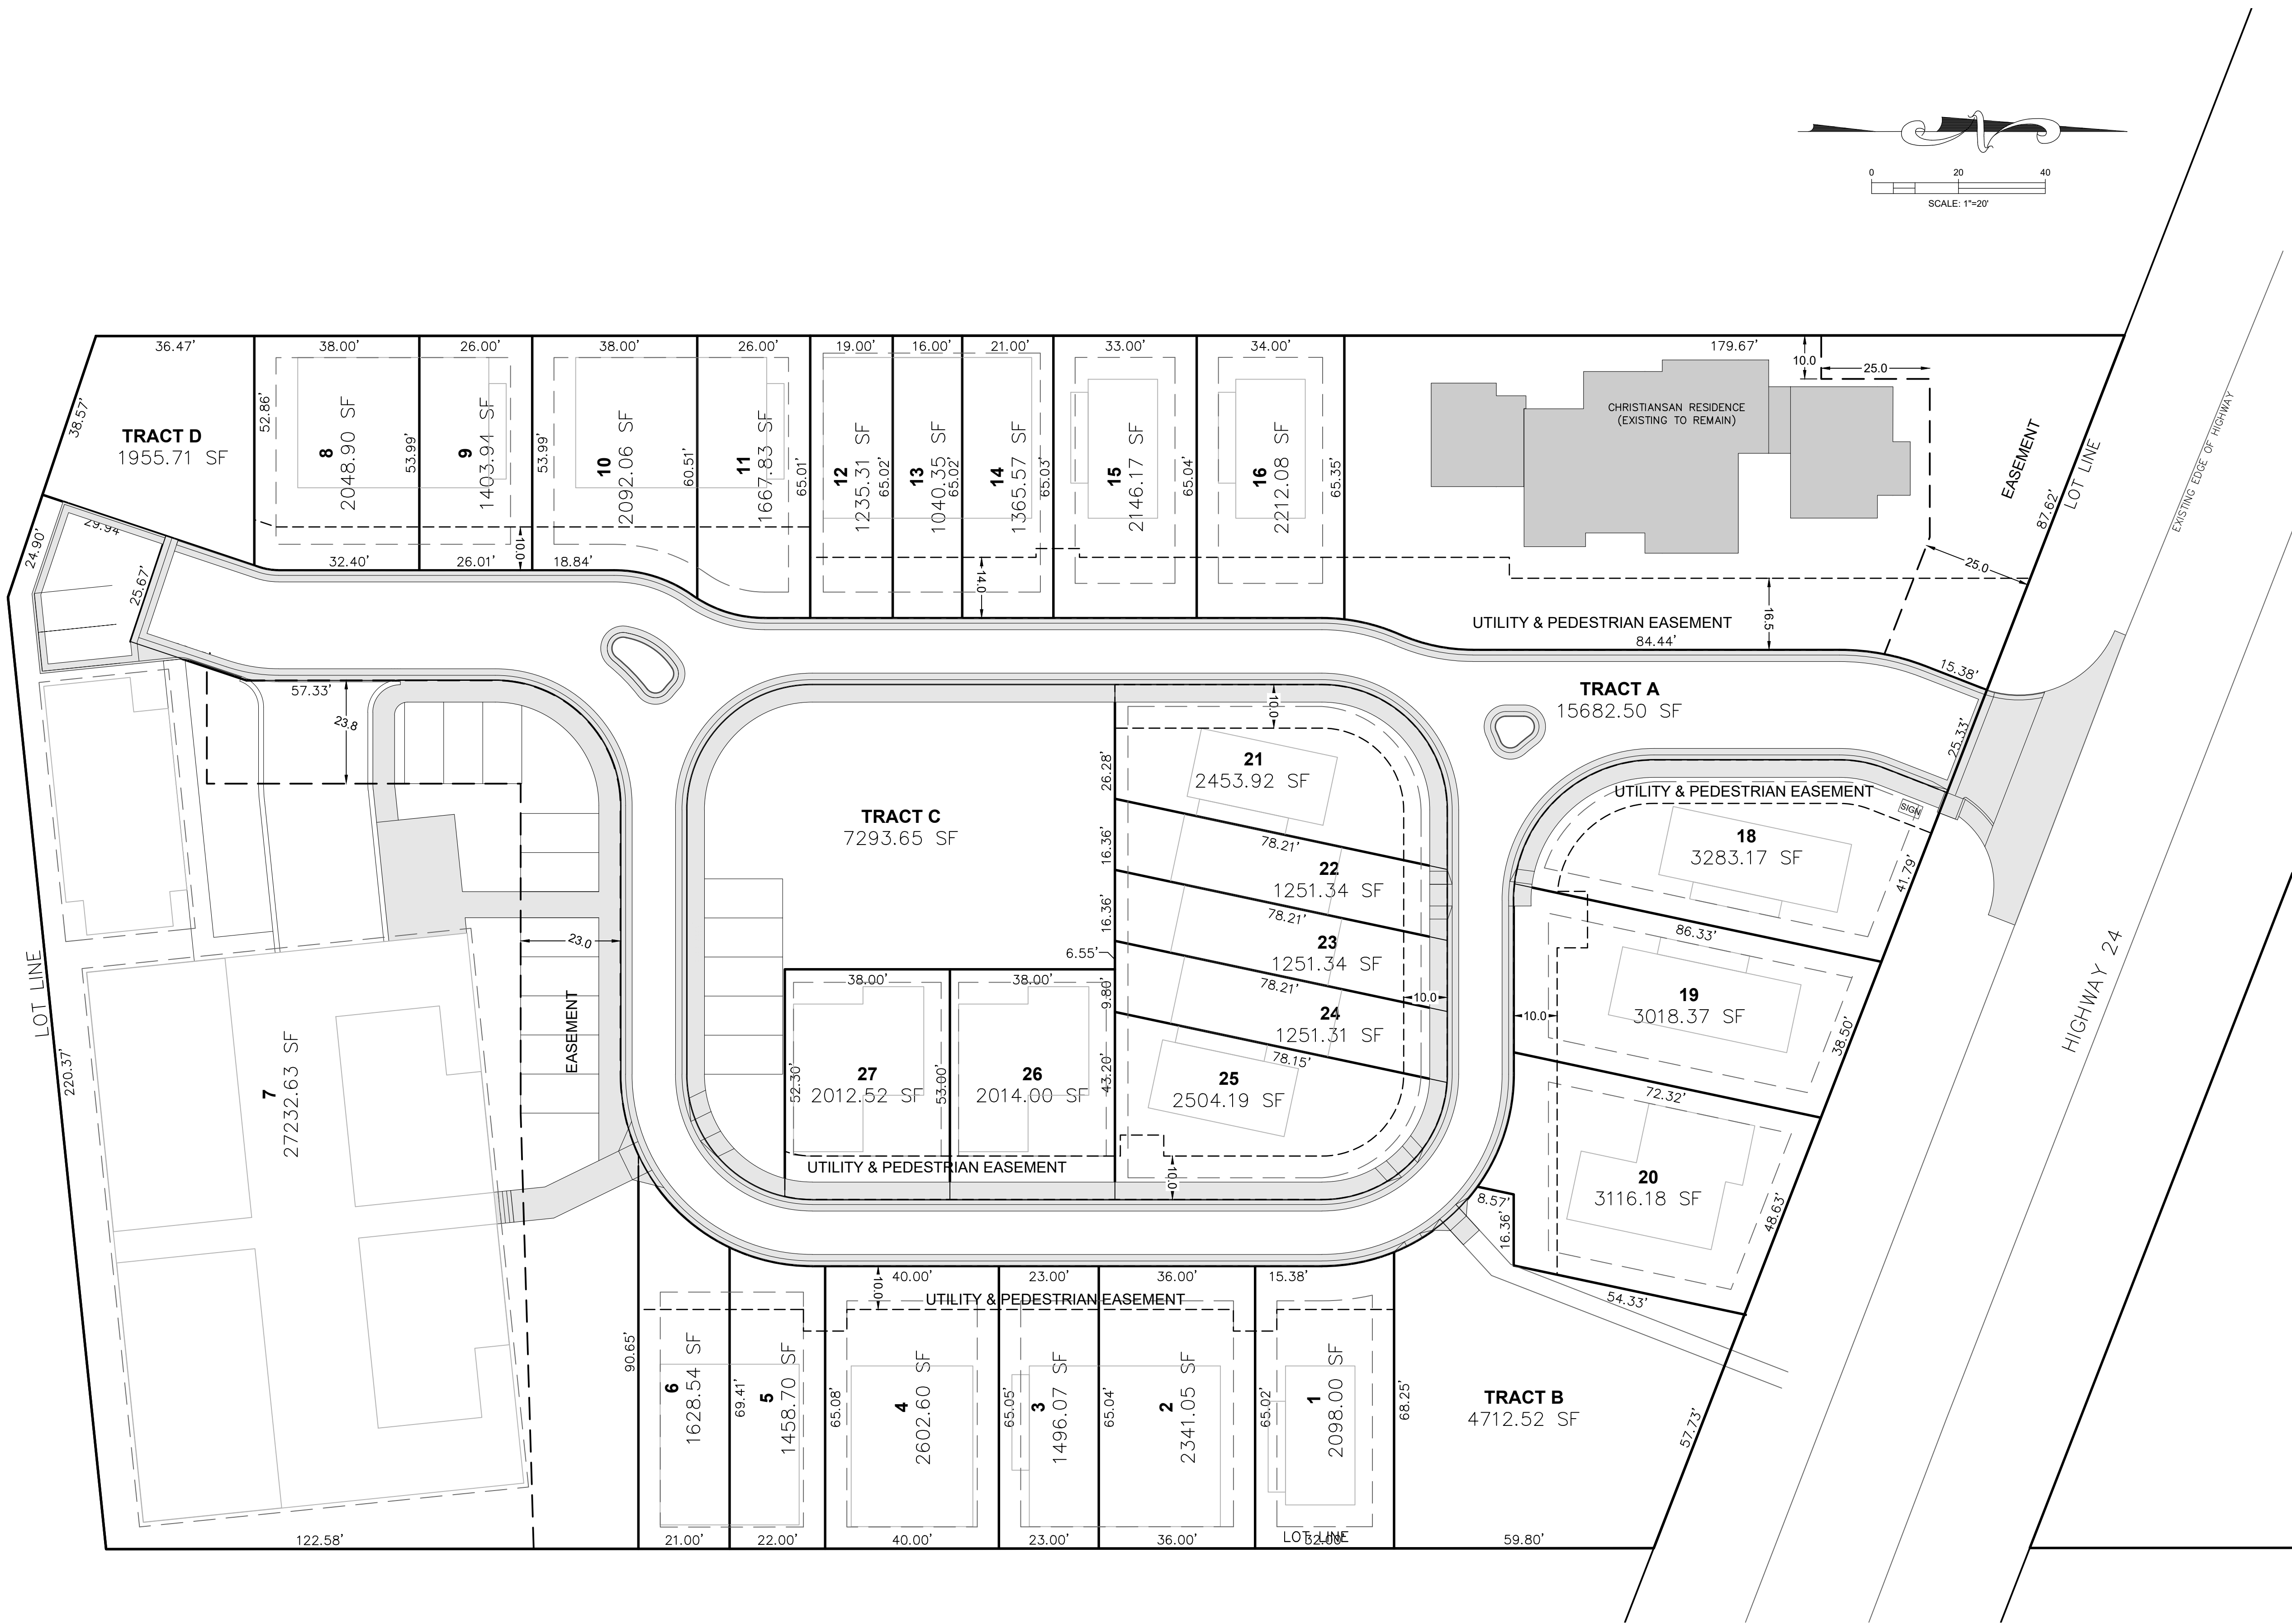 N
0 20 40
SCALE: 1"=20'
36.47'
38.00'
26.00'
38.00'
26.00'
19.00'
16.00'
21.00'
33.00'
34.00'
179.67'
10.0
25.0
CHRISTIANSAN RESIDENCE
(EXISTING TO REMAIN)
EASEMENT
87.62'
LOT LINE
EXISTING EDGE OF HIGHWAY
38.57'
TRACT D
1955.71 SF
52.86'
8
2048.90 SF
53.99'
9
1403.94 SF
53.99'
10
2092.06 SF
60.51'
11
1667.83 SF
65.01'
12
1235.31 SF
65.02'
13
1040.35 SF
65.02'
14
1365.57 SF
65.03'
15
2146.17 SF
65.04'
16
2212.08 SF
65.35'
25.0
24.90'
29.94'
25.67'
32.40'
26.01'
10.0
18.84'
14.0
16.5
UTILITY & PEDESTRIAN EASEMENT
84.44'
15.38'
TRACT A
15682.50 SF
25.33'
57.33'
23.8
10.0
TRACT C
7293.65 SF
26.28'
21
2453.92 SF
78.21'
16.36'
22
1251.34 SF
78.21'
16.36'
23
1251.34 SF
78.21'
6.55'
9.80'
24
1251.31 SF
78.15'
10.0
UTILITY & PEDESTRIAN EASEMENT
SIGN
18
3283.17 SF
41.79'
86.33'
19
3018.37 SF
10.0
38.50'
72.32'
20
3116.18 SF
48.63'
8.57'
16.36'
54.33'
HIGHWAY 24
LOT LINE
220.37'
7
27232.63 SF
23.0
EASEMENT
38.00'
38.00'
52.30'
27
2012.52 SF
53.00'
26
2014.00 SF
43.20'
25
2504.19 SF
UTILITY & PEDESTRIAN EASEMENT
10.0
10.0
40.00'
23.00'
36.00'
15.38'
UTILITY & PEDESTRIAN EASEMENT
90.65'
6
1628.54 SF
69.41'
5
1458.70 SF
65.08'
4
2602.60 SF
65.05'
3
1496.07 SF
65.04'
2
2341.05 SF
65.02'
1
2098.00 SF
68.25'
TRACT B
4712.52 SF
57.73'
122.58'
21.00'
22.00'
40.00'
23.00'
36.00'
LOT LINE
32.00'
59.80'